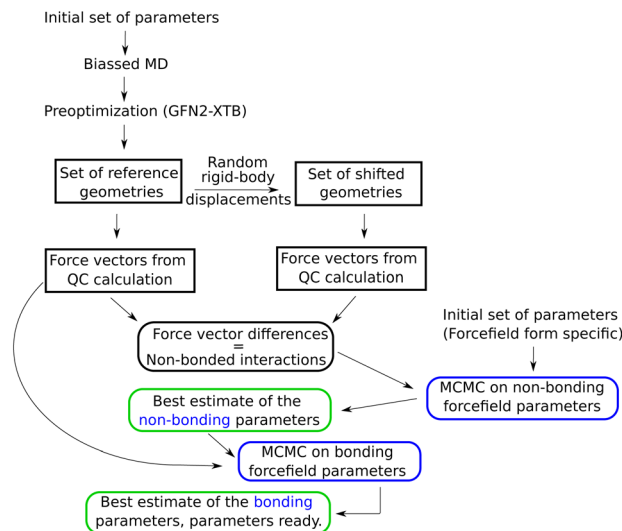 Initial set of parameters
Biassed MD
Preoptimization (GFN2-XTB)
Set of reference
geometries
Random
rigid-body
displacements
Set of shifted
geometries
Force vectors from
QC calculation
Force vectors from
QC calculation
Force vector differences
=
Non-bonded interactions
Initial set of parameters
(Forcefield form specific)
MCMC on non-bonding
forcefield parameters
Best estimate of the
non-bonding parameters
MCMC on bonding
forcefield parameters
Best estimate of the bonding
parameters, parameters ready.